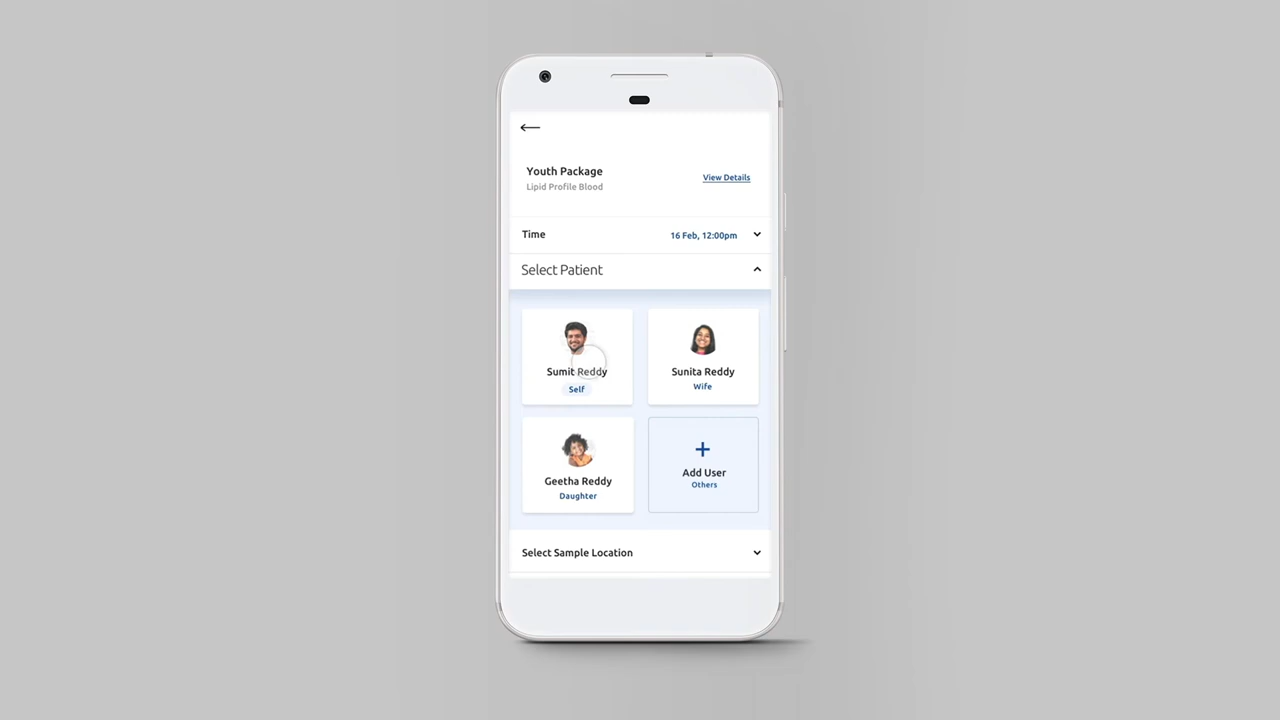 Youth Package
View Details
Lipid Profile Blood
Time
16 Feb, 12:00pm
Select Patient
Sumit Reddy
Self
Sunita Reddy
Wife
Geetha Reddy
Daughter
Add User
Others
Select Sample Location